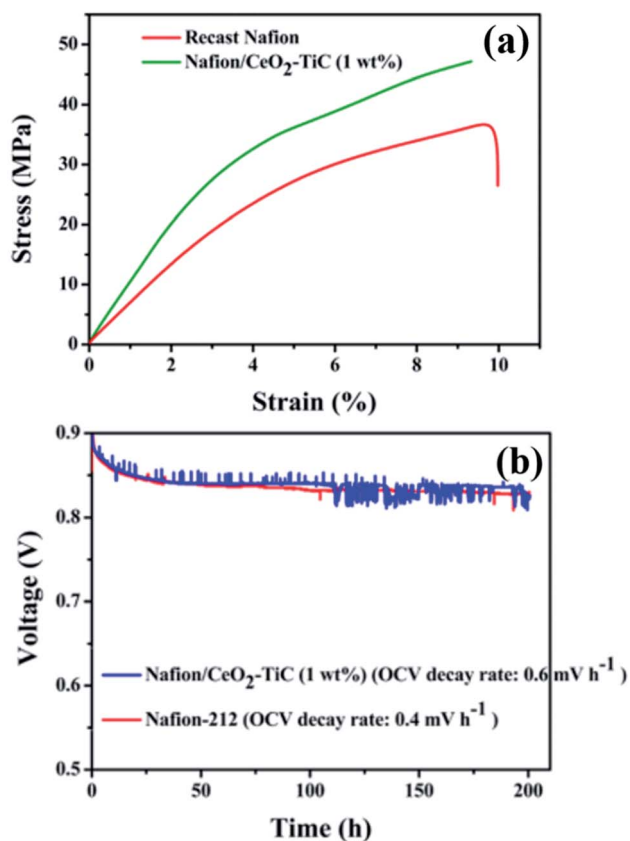 (a)
Recast Nafion
Nafion/CeO₂-TiC (1 wt%)
Stress (MPa)
50
40
30
20
10
0
0 2 4 6 8 10
Strain (%)
(b)
0.9
0.8
0.7
0.6
0.5
Voltage (V)
Nafion/CeO₂-TiC (1 wt%) (OCV decay rate: 0.6 mV h⁻¹)
Nafion-212 (OCV decay rate: 0.4 mV h⁻¹)
0 50 100 150 200
Time (h)